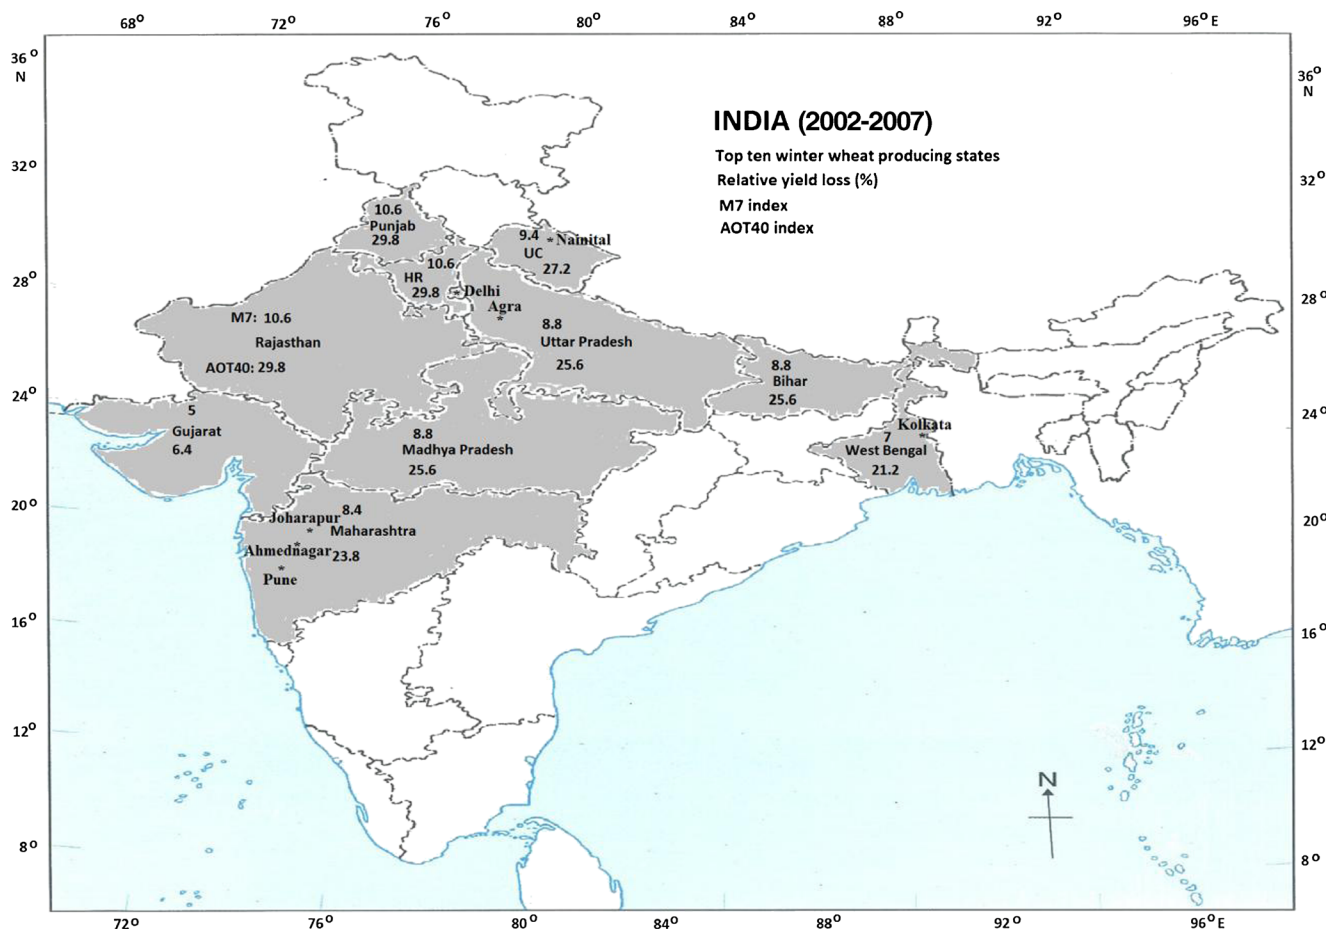 68° 72° 76° 80° 84° 88° 92° 96° E
36° N
36° N
INDIA (2002-2007)
Top ten winter wheat producing states
Relative yield loss (%)
M7 index
AOT40 index
32°
32°
10.6
Punjab
29.8
9.4
Nainital
UC
27.2
10.6
HR
29.8
Delhi
28°
28°
Agra
M7: 10.6
Rajasthan
AOT40: 29.8
8.8
Uttar Pradesh
25.6
8.8
Bihar
25.6
24°
24°
5
Gujarat
6.4
8.8
Madhya Pradesh
25.6
Kolkata
7
West Bengal
21.2
20°
20°
8.4
Joharapur
Maharashtra
Ahmednagar
23.8
Pune
16°
16°
12°
12°
N
8°
8°
72° 76° 80° 84° 88° 92° 96° E